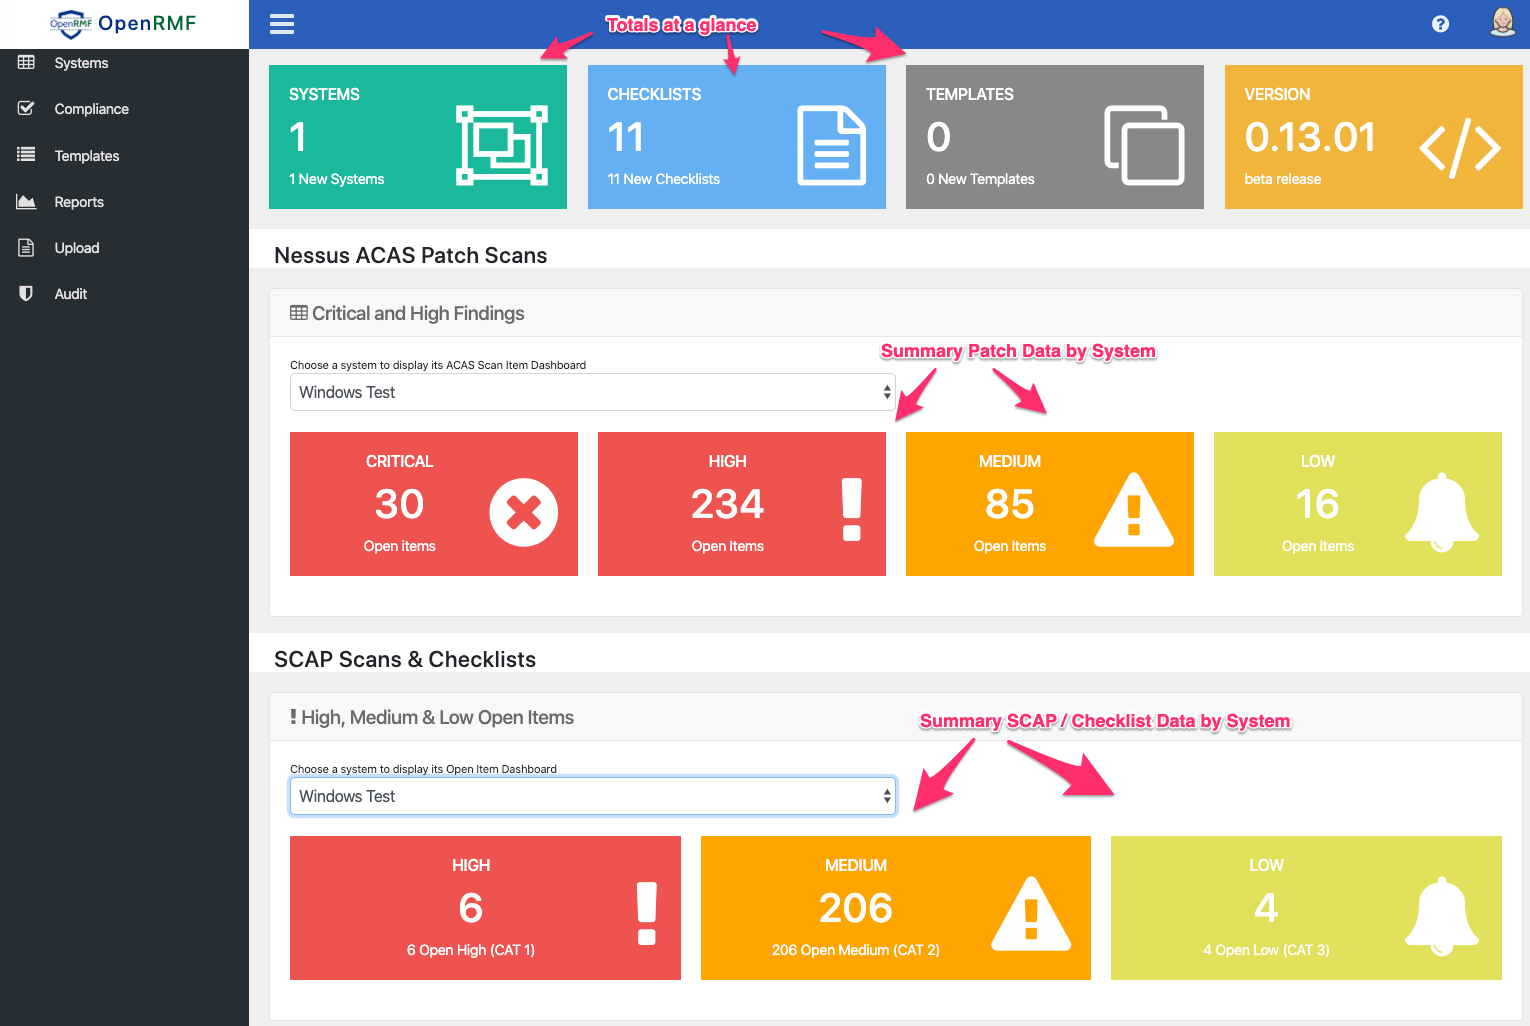 OpenRMF OpenRMF
Totals at a glance
Systems
Compliance
Templates
Reports
Upload
Audit
SYSTEMS
1
1 New Systems
CHECKLISTS
11
11 New Checklists
TEMPLATES
0
0 New Templates
VERSION
0.13.01
beta release
Nessus ACAS Patch Scans
Critical and High Findings
Summary Patch Data by System
Choose a system to display its ACAS Scan Item Dashboard
Windows Test
CRITICAL
30
Open items
HIGH
234
Open Items
MEDIUM
85
Open Items
LOW
16
Open Items
SCAP Scans & Checklists
High, Medium & Low Open Items
Summary SCAP / Checklist Data by System
Choose a system to display its Open Item Dashboard
Windows Test
HIGH
6
6 Open High (CAT 1)
MEDIUM
206
206 Open Medium (CAT 2)
LOW
4
4 Open Low (CAT 3)